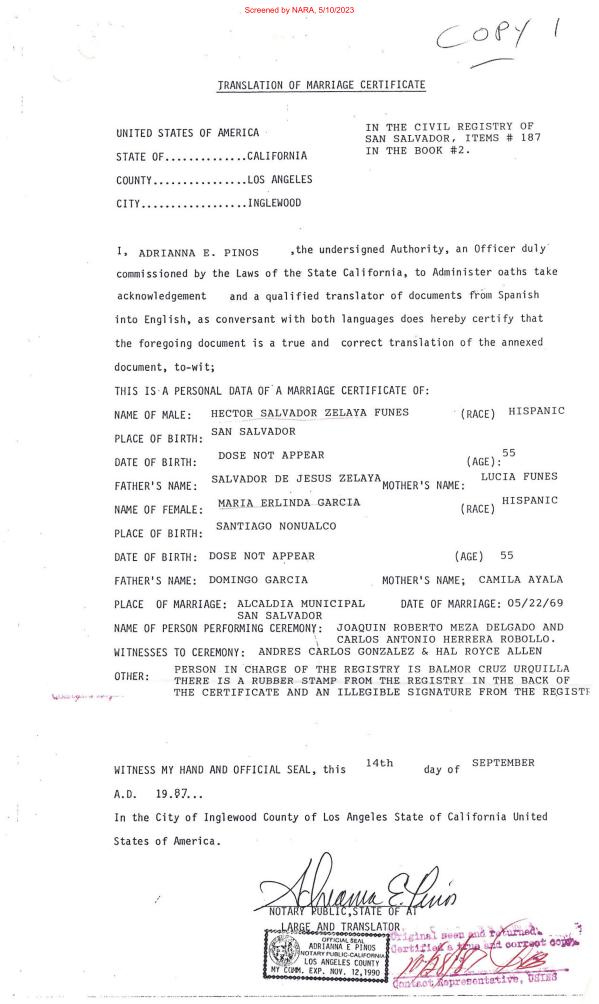 Screened by NARA, 5/10/2023
COPY 1
TRANSLATION OF MARRIAGE CERTIFICATE
UNITED STATES OF AMERICA
STATE OF..............CALIFORNIA
COUNTY................LOS ANGELES
CITY..................INGLEWOOD
IN THE CIVIL REGISTRY OF
SAN SALVADOR, ITEMS # 187
IN THE BOOK #2.
I, ADRIANNA E. PINOS ,the undersigned Authority, an Officer duly
commissioned by the Laws of the State California, to Administer oaths take
acknowledgement and a qualified translator of documents from Spanish
into English, as conversant with both languages does hereby certify that
the foregoing document is a true and correct translation of the annexed
document, to-wit;
THIS IS A PERSONAL DATA OF A MARRIAGE CERTIFICATE OF:
NAME OF MALE: HECTOR SALVADOR ZELAYA FUNES (RACE) HISPANIC
PLACE OF BIRTH: SAN SALVADOR
DATE OF BIRTH: DOSE NOT APPEAR (AGE): 55
FATHER'S NAME: SALVADOR DE JESUS ZELAYA MOTHER'S NAME: LUCIA FUNES
NAME OF FEMALE: MARIA ERLINDA GARCIA (RACE) HISPANIC
PLACE OF BIRTH: SANTIAGO NONUALCO
DATE OF BIRTH: DOSE NOT APPEAR (AGE) 55
FATHER'S NAME: DOMINGO GARCIA MOTHER'S NAME; CAMILA AYALA
PLACE OF MARRIAGE: ALCALDIA MUNICIPAL DATE OF MARRIAGE: 05/22/69
SAN SALVADOR
NAME OF PERSON PERFORMING CEREMONY: JOAQUIN ROBERTO MEZA DELGADO AND
CARLOS ANTONIO HERRERA ROBOLLO.
WITNESSES TO CEREMONY: ANDRES CARLOS GONZALEZ & HAL ROYCE ALLEN
OTHER: PERSON IN CHARGE OF THE REGISTRY IS BALMOR CRUZ URQUILLA
THERE IS A RUBBER STAMP FROM THE REGISTRY IN THE BACK OF
THE CERTIFICATE AND AN ILLEGIBLE SIGNATURE FROM THE REGISTR
WITNESS MY HAND AND OFFICIAL SEAL, this 14th day of SEPTEMBER
A.D. 19.87...
In the City of Inglewood County of Los Angeles State of California United
States of America.
Adrianna E. Pinos
NOTARY PUBLIC,STATE OF AT
LARGE AND TRANSLATOR
OFFICIAL SEAL
ADRIANNA E PINOS
NOTARY PUBLIC-CALIFORNIA
LOS ANGELES COUNTY
MY COMM. EXP. NOV. 12, 1990
Original seen and returned.
Certified a true and correct copy.
Contact Representative, USINS